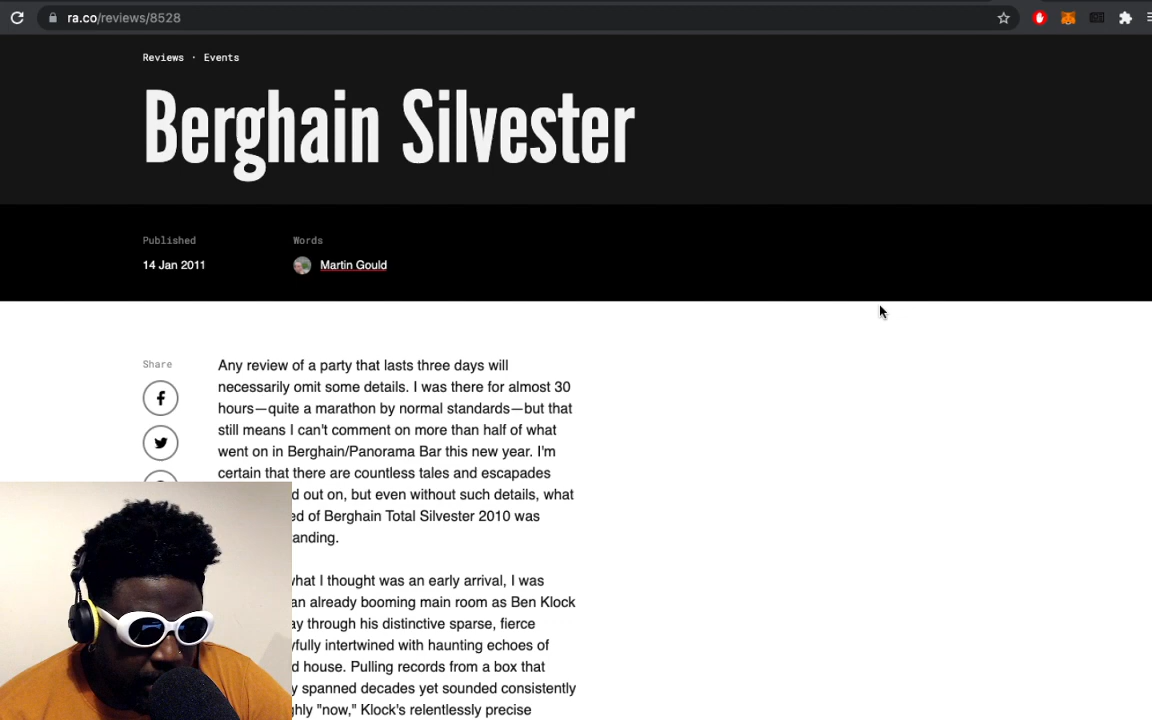 ra.co/reviews/8528
Reviews · Events
Berghain Silvester
Published
Words
14 Jan 2011
Martin Gould
Share
Any review of a party that lasts three days will
necessarily omit some details. I was there for almost 30
hours—quite a marathon by normal standards—but that
still means I can't comment on more than half of what
went on in Berghain/Panorama Bar this new year. I'm
certain that there are countless tales and escapades
d out on, but even without such details, what
ed of Berghain Total Silvester 2010 was
anding.
hat I thought was an early arrival, I was
an already booming main room as Ben Klock
ay through his distinctive sparse, fierce
yfully intertwined with haunting echoes of
d house. Pulling records from a box that
y spanned decades yet sounded consistently
ghly "now," Klock's relentlessly precise